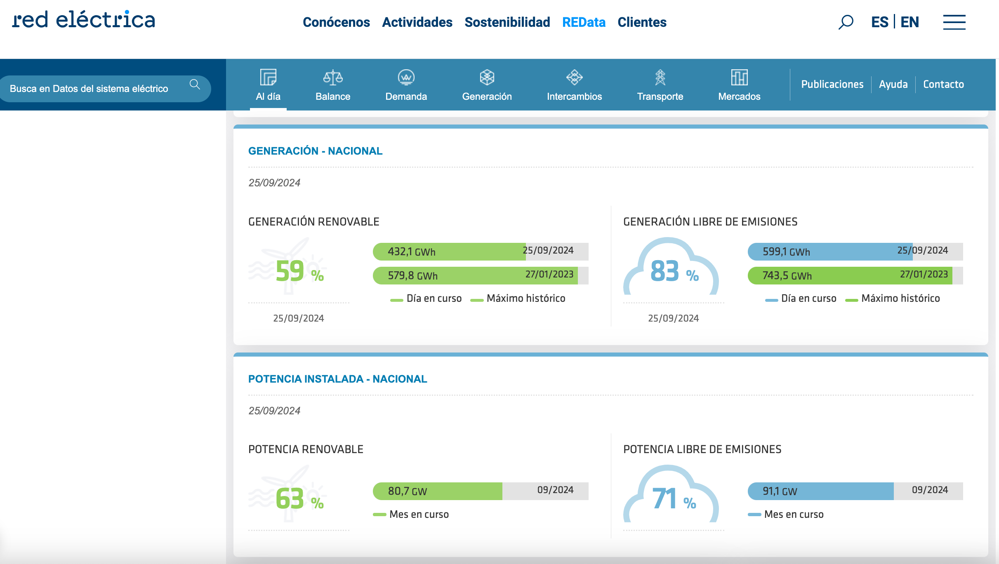 red eléctrica
Conócenos Actividades Sostenibilidad REData Clientes
ES | EN
Busca en Datos del sistema eléctrico
Al día Balance Demanda Generación Intercambios Transporte Mercados
Publicaciones Ayuda Contacto
GENERACIÓN - NACIONAL
25/09/2024
GENERACIÓN RENOVABLE
59 %
432,1 GWh 25/09/2024
579,8 GWh 27/01/2023
Día en curso Máximo histórico
25/09/2024
GENERACIÓN LIBRE DE EMISIONES
83 %
599,1 GWh 25/09/2024
743,5 GWh 27/01/2023
Día en curso Máximo histórico
25/09/2024
POTENCIA INSTALADA - NACIONAL
25/09/2024
POTENCIA RENOVABLE
63 %
80,7 GW 09/2024
Mes en curso
POTENCIA LIBRE DE EMISIONES
71 %
91,1 GW 09/2024
Mes en curso